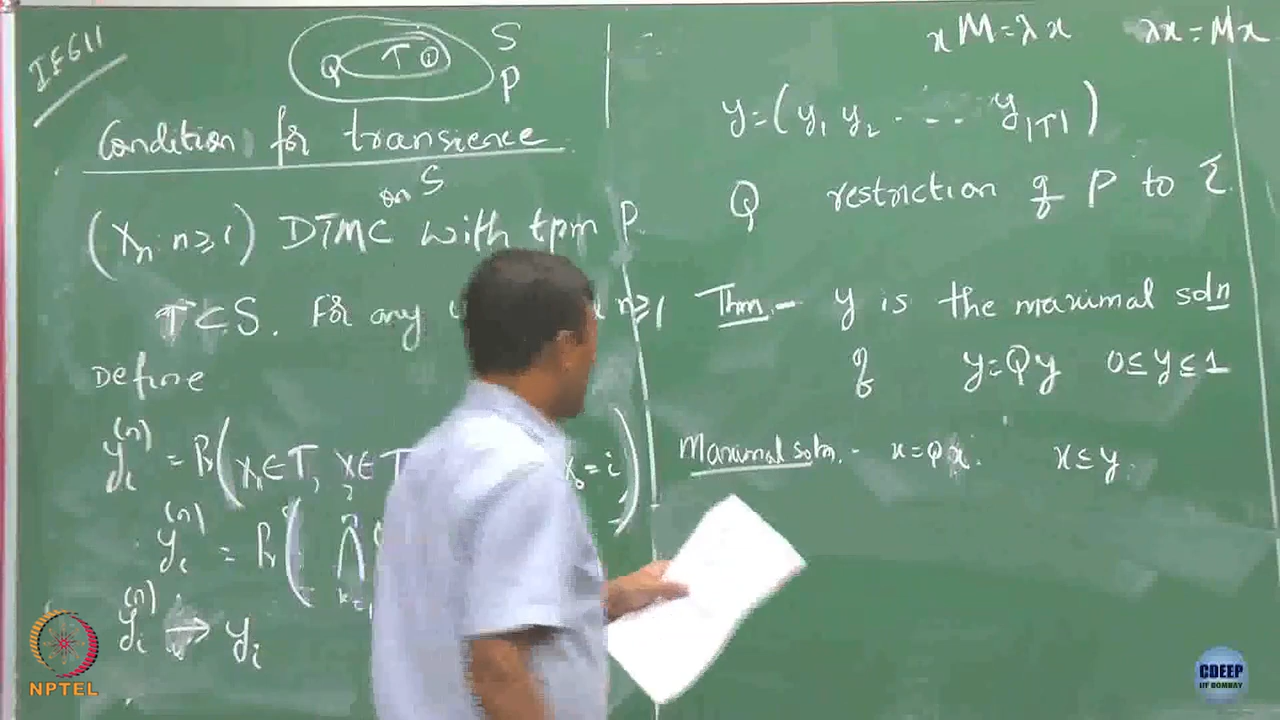 IE611
Q T i S
P
Condition for transience
on S
(Xn: n≥1) DTMC with tpm P.
T⊂S. For any n≥1
Define
yᵢ⁽ⁿ⁾ = Pr(X₁∈T, X₂∈T X₀=i)
yᵢ⁽ⁿ⁾ = Pr(
yᵢ⁽ⁿ⁾ → yᵢ
xM=λx λx=Mx
y=(y₁ y₂ ..... y|T|)
Q restriction of P to
Thm.- y is the maximal soln
of y=Qy 0≤y≤1
Maximal soln.- x=Qx. x≤y.
NPTEL
CDEEP
IIT BOMBAY